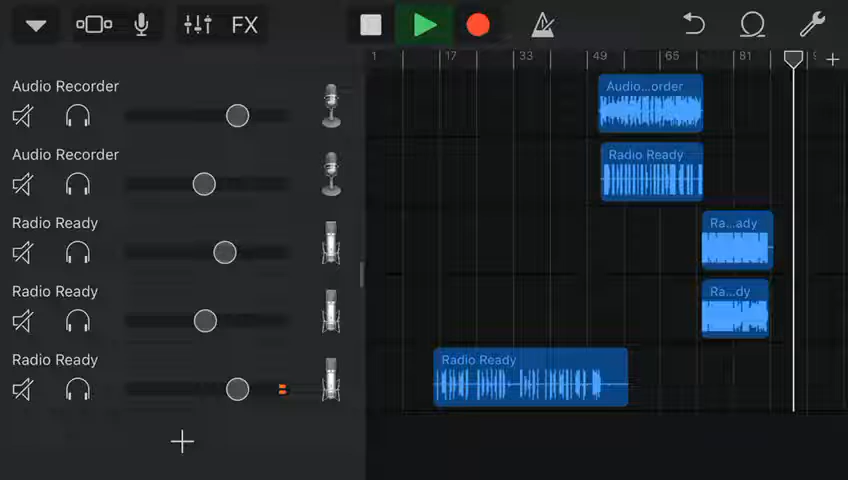 FX
1 17 33 49 65 81
Audio Recorder
Audio...order
Audio Recorder
Radio Ready
Radio Ready
Ra...ady
Radio Ready
Ra...dy
Radio Ready
Radio Ready